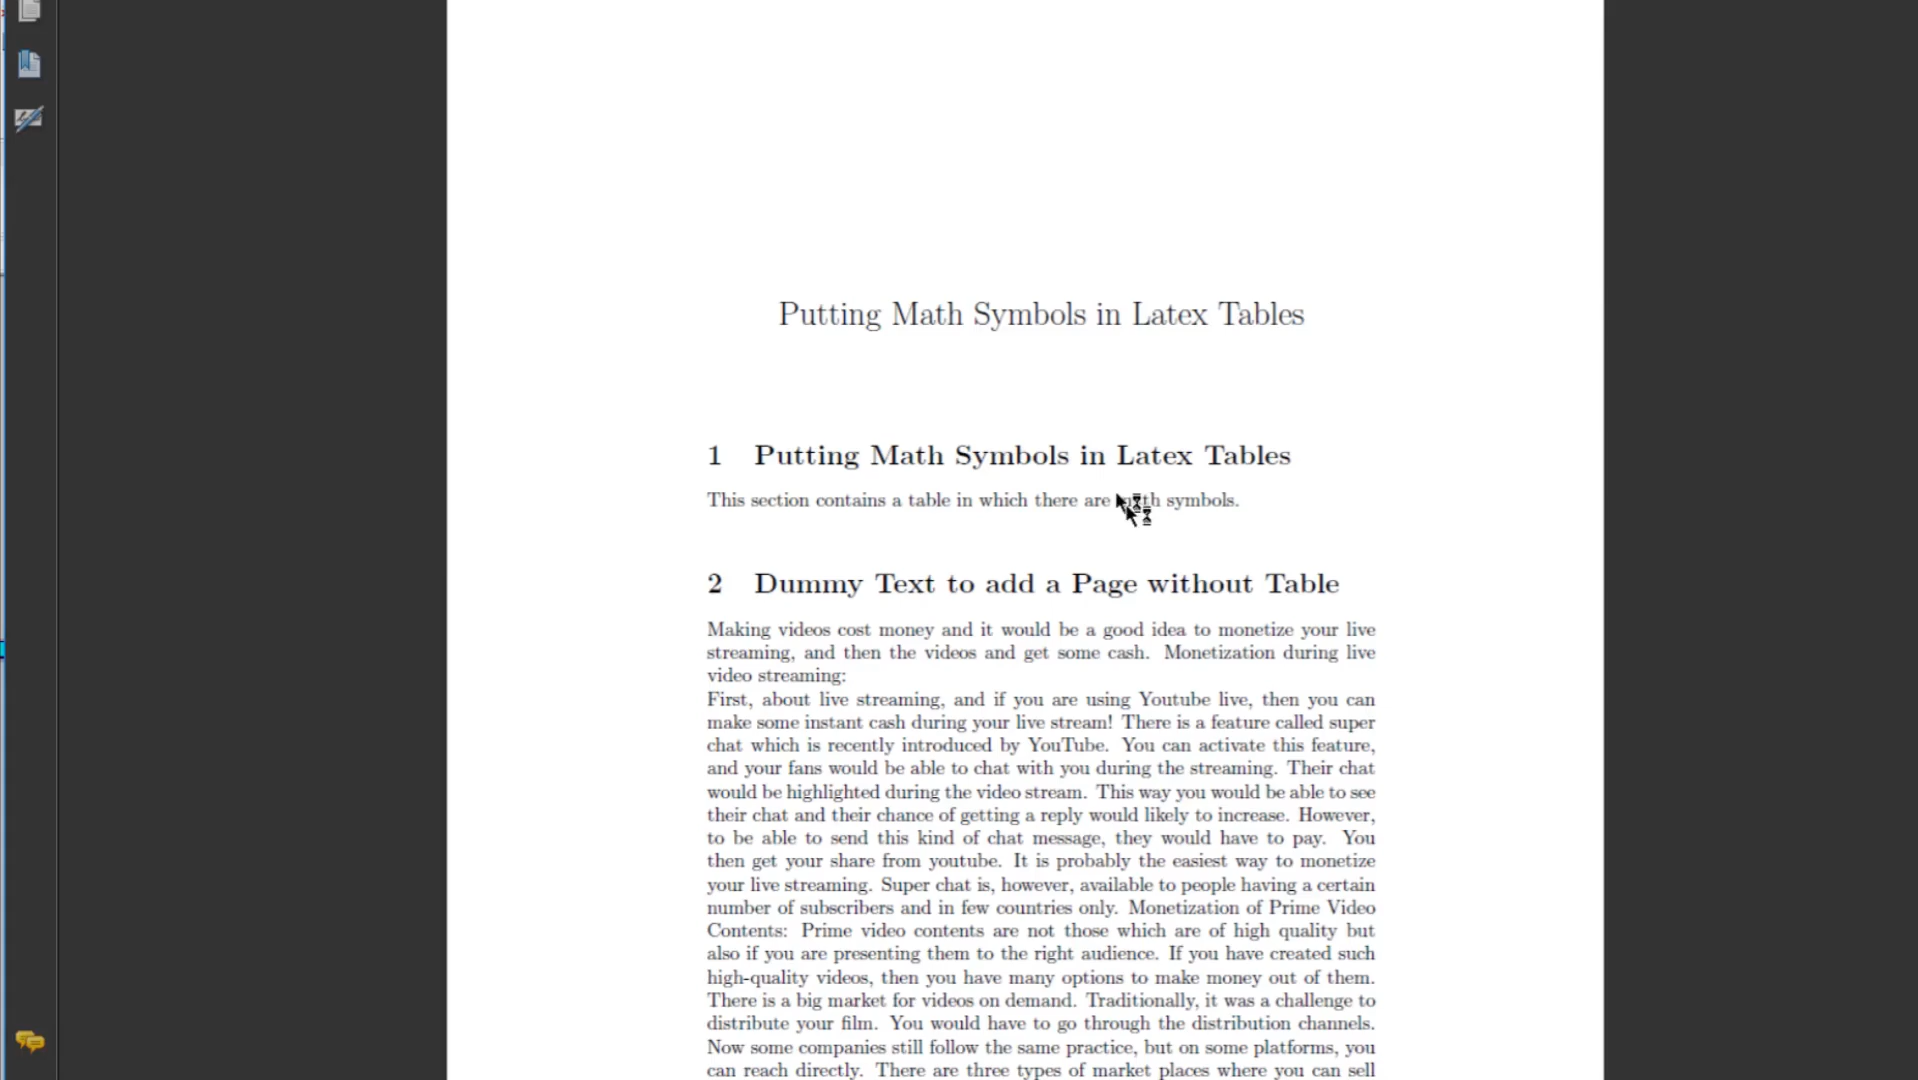 Putting Math Symbols in Latex Tables
1 Putting Math Symbols in Latex Tables
This section contains a table in which there are symbols.
2 Dummy Text to add a Page without Table
Making videos cost money and it would be a good idea to monetize your live
streaming, and then the videos and get some cash. Monetization during live
video streaming:
First, about live streaming, and if you are using Youtube live, then you can
make some instant cash during your live stream! There is a feature called super
chat which is recently introduced by YouTube. You can activate this feature,
and your fans would be able to chat with you during the streaming. Their chat
would be highlighted during the video stream. This way you would be able to see
their chat and their chance of getting a reply would likely to increase. However,
to be able to send this kind of chat message, they would have to pay. You
then get your share from youtube. It is probably the easiest way to monetize
your live streaming. Super chat is, however, available to people having a certain
number of subscribers and in few countries only. Monetization of Prime Video
Contents: Prime video contents are not those which are of high quality but
also if you are presenting them to the right audience. If you have created such
high-quality videos, then you have many options to make money out of them.
There is a big market for videos on demand. Traditionally, it was a challenge to
distribute your film. You would have to go through the distribution channels.
Now some companies still follow the same practice, but on some platforms, you
can reach directly. There are three types of market places where you can sell